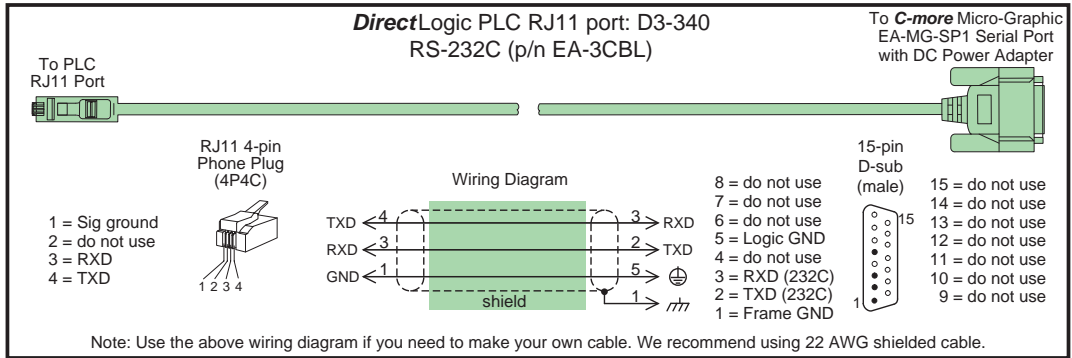 DirectLogic PLC RJ11 port: D3-340
RS-232C (p/n EA-3CBL)
To C-more Micro-Graphic
EA-MG-SP1 Serial Port
with DC Power Adapter
To PLC
RJ11 Port
RJ11 4-pin
Phone Plug
(4P4C)
1 = Sig ground
2 = do not use
3 = RXD
4 = TXD
1 2 3 4
Wiring Diagram
TXD 4 3 RXD
RXD 3 2 TXD
GND 1 5
shield 1
8 = do not use
7 = do not use
6 = do not use
5 = Logic GND
4 = do not use
3 = RXD (232C)
2 = TXD (232C)
1 = Frame GND
15-pin
D-sub
(male)
15
1
15 = do not use
14 = do not use
13 = do not use
12 = do not use
11 = do not use
10 = do not use
9 = do not use
Note: Use the above wiring diagram if you need to make your own cable. We recommend using 22 AWG shielded cable.